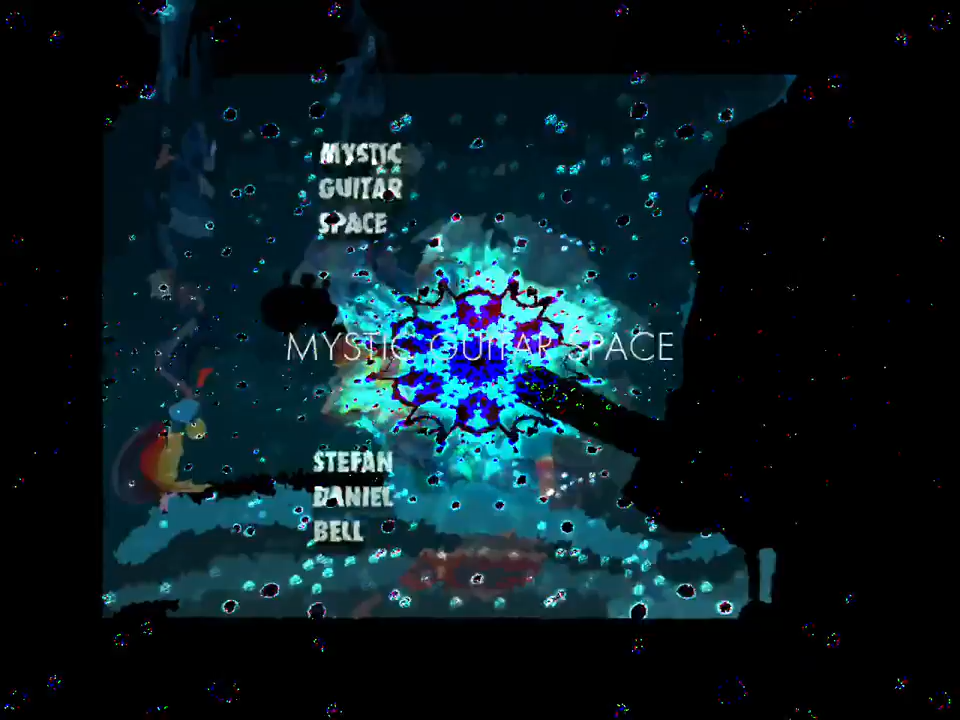 MYSTIC
GUITAR
SPACE
MYSTIC GUITAR SPACE
STEFAN
DANIEL
BELL